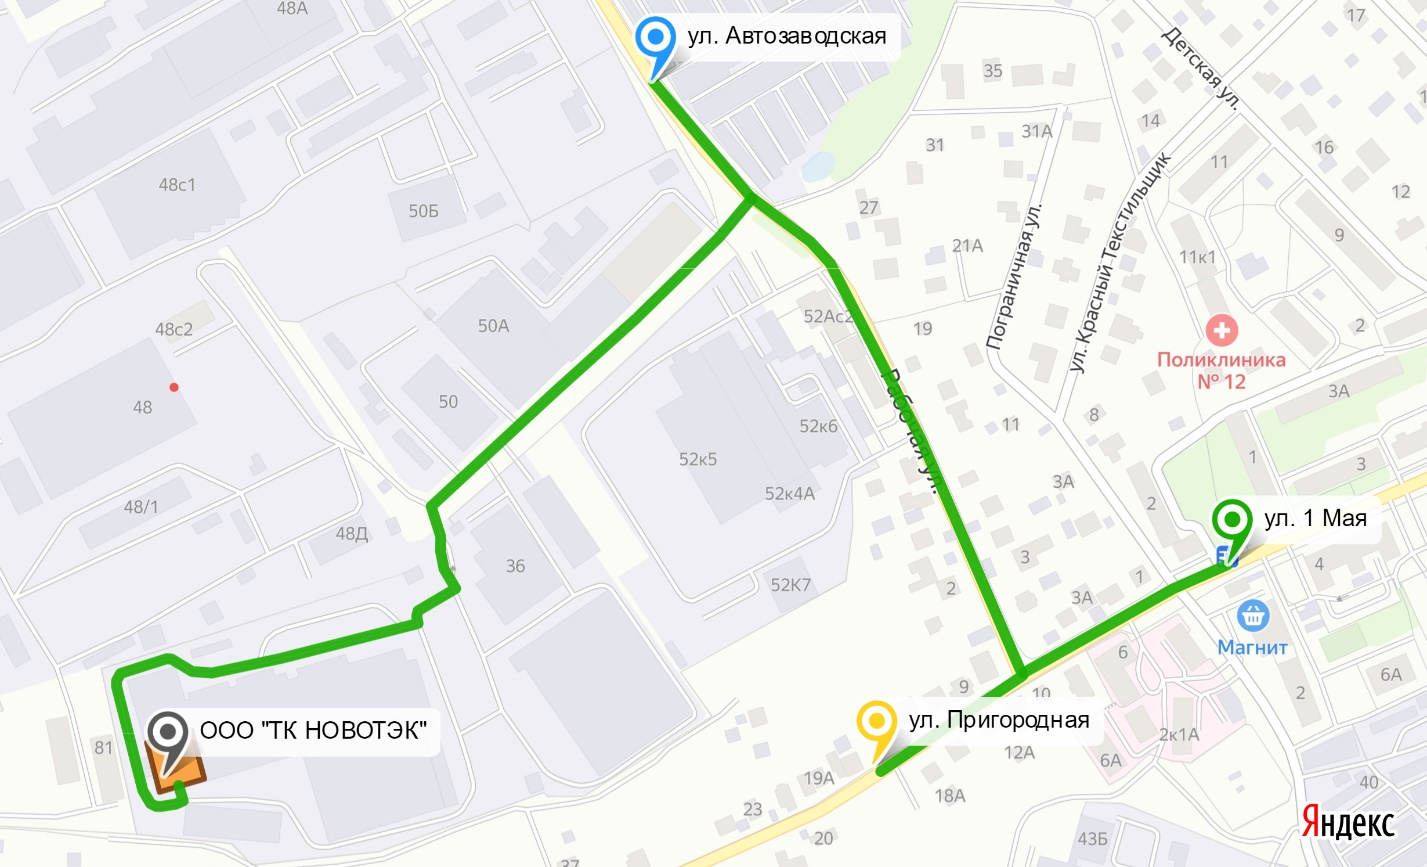 48А
ул. Автозаводская
17
Детская ул.
35
14
31А
31
11
16
12
48с1
50Б
27
9
21А
11к1
Пограничная ул.
ул. Красный Текстильщик
48с2
50А
52Ас2
19
2
Поликлиника
№ 12
48
50
Рабочая ул.
3А
8
11
52к6
52к5
1
3
3А
52к4А
2
48/1
ул. 1 Мая
48Д
36
3
4
52К7
2
1
3А
Магнит
6
6А
9
10
2
ООО "ТК НОВОТЭК"
ул. Пригородная
81
12А
2к1А
6А
19А
18А
40
23
20
43Б
37
Яндекс